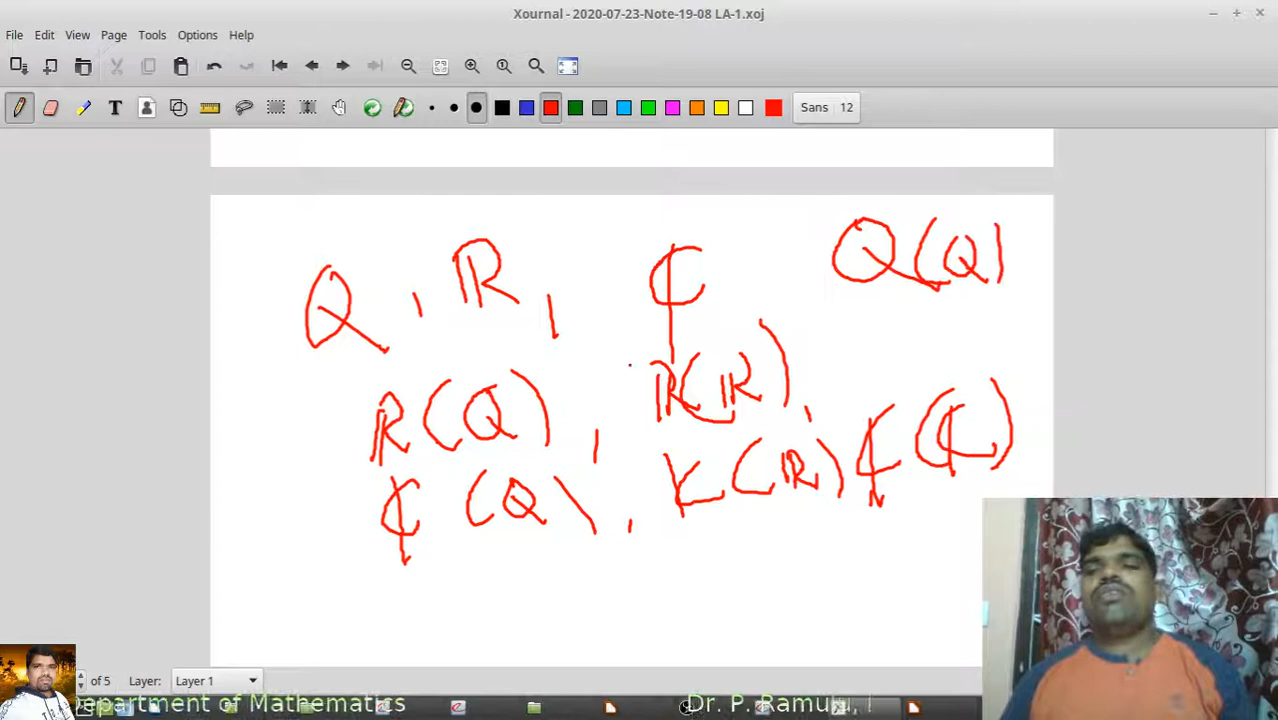 Xournal - 2020-07-23-Note-19-08 LA-1.xoj
File Edit View Page Tools Options Help
Sans 12
Q , ℝ , ₵ Q(Q)
ℝ(Q) , ℝ(ℝ) ,
₵(Q) , ₵(ℝ) ₵(₵)
of 5 Layer: Layer 1
Department of Mathematics Dr. P. Ramulu,